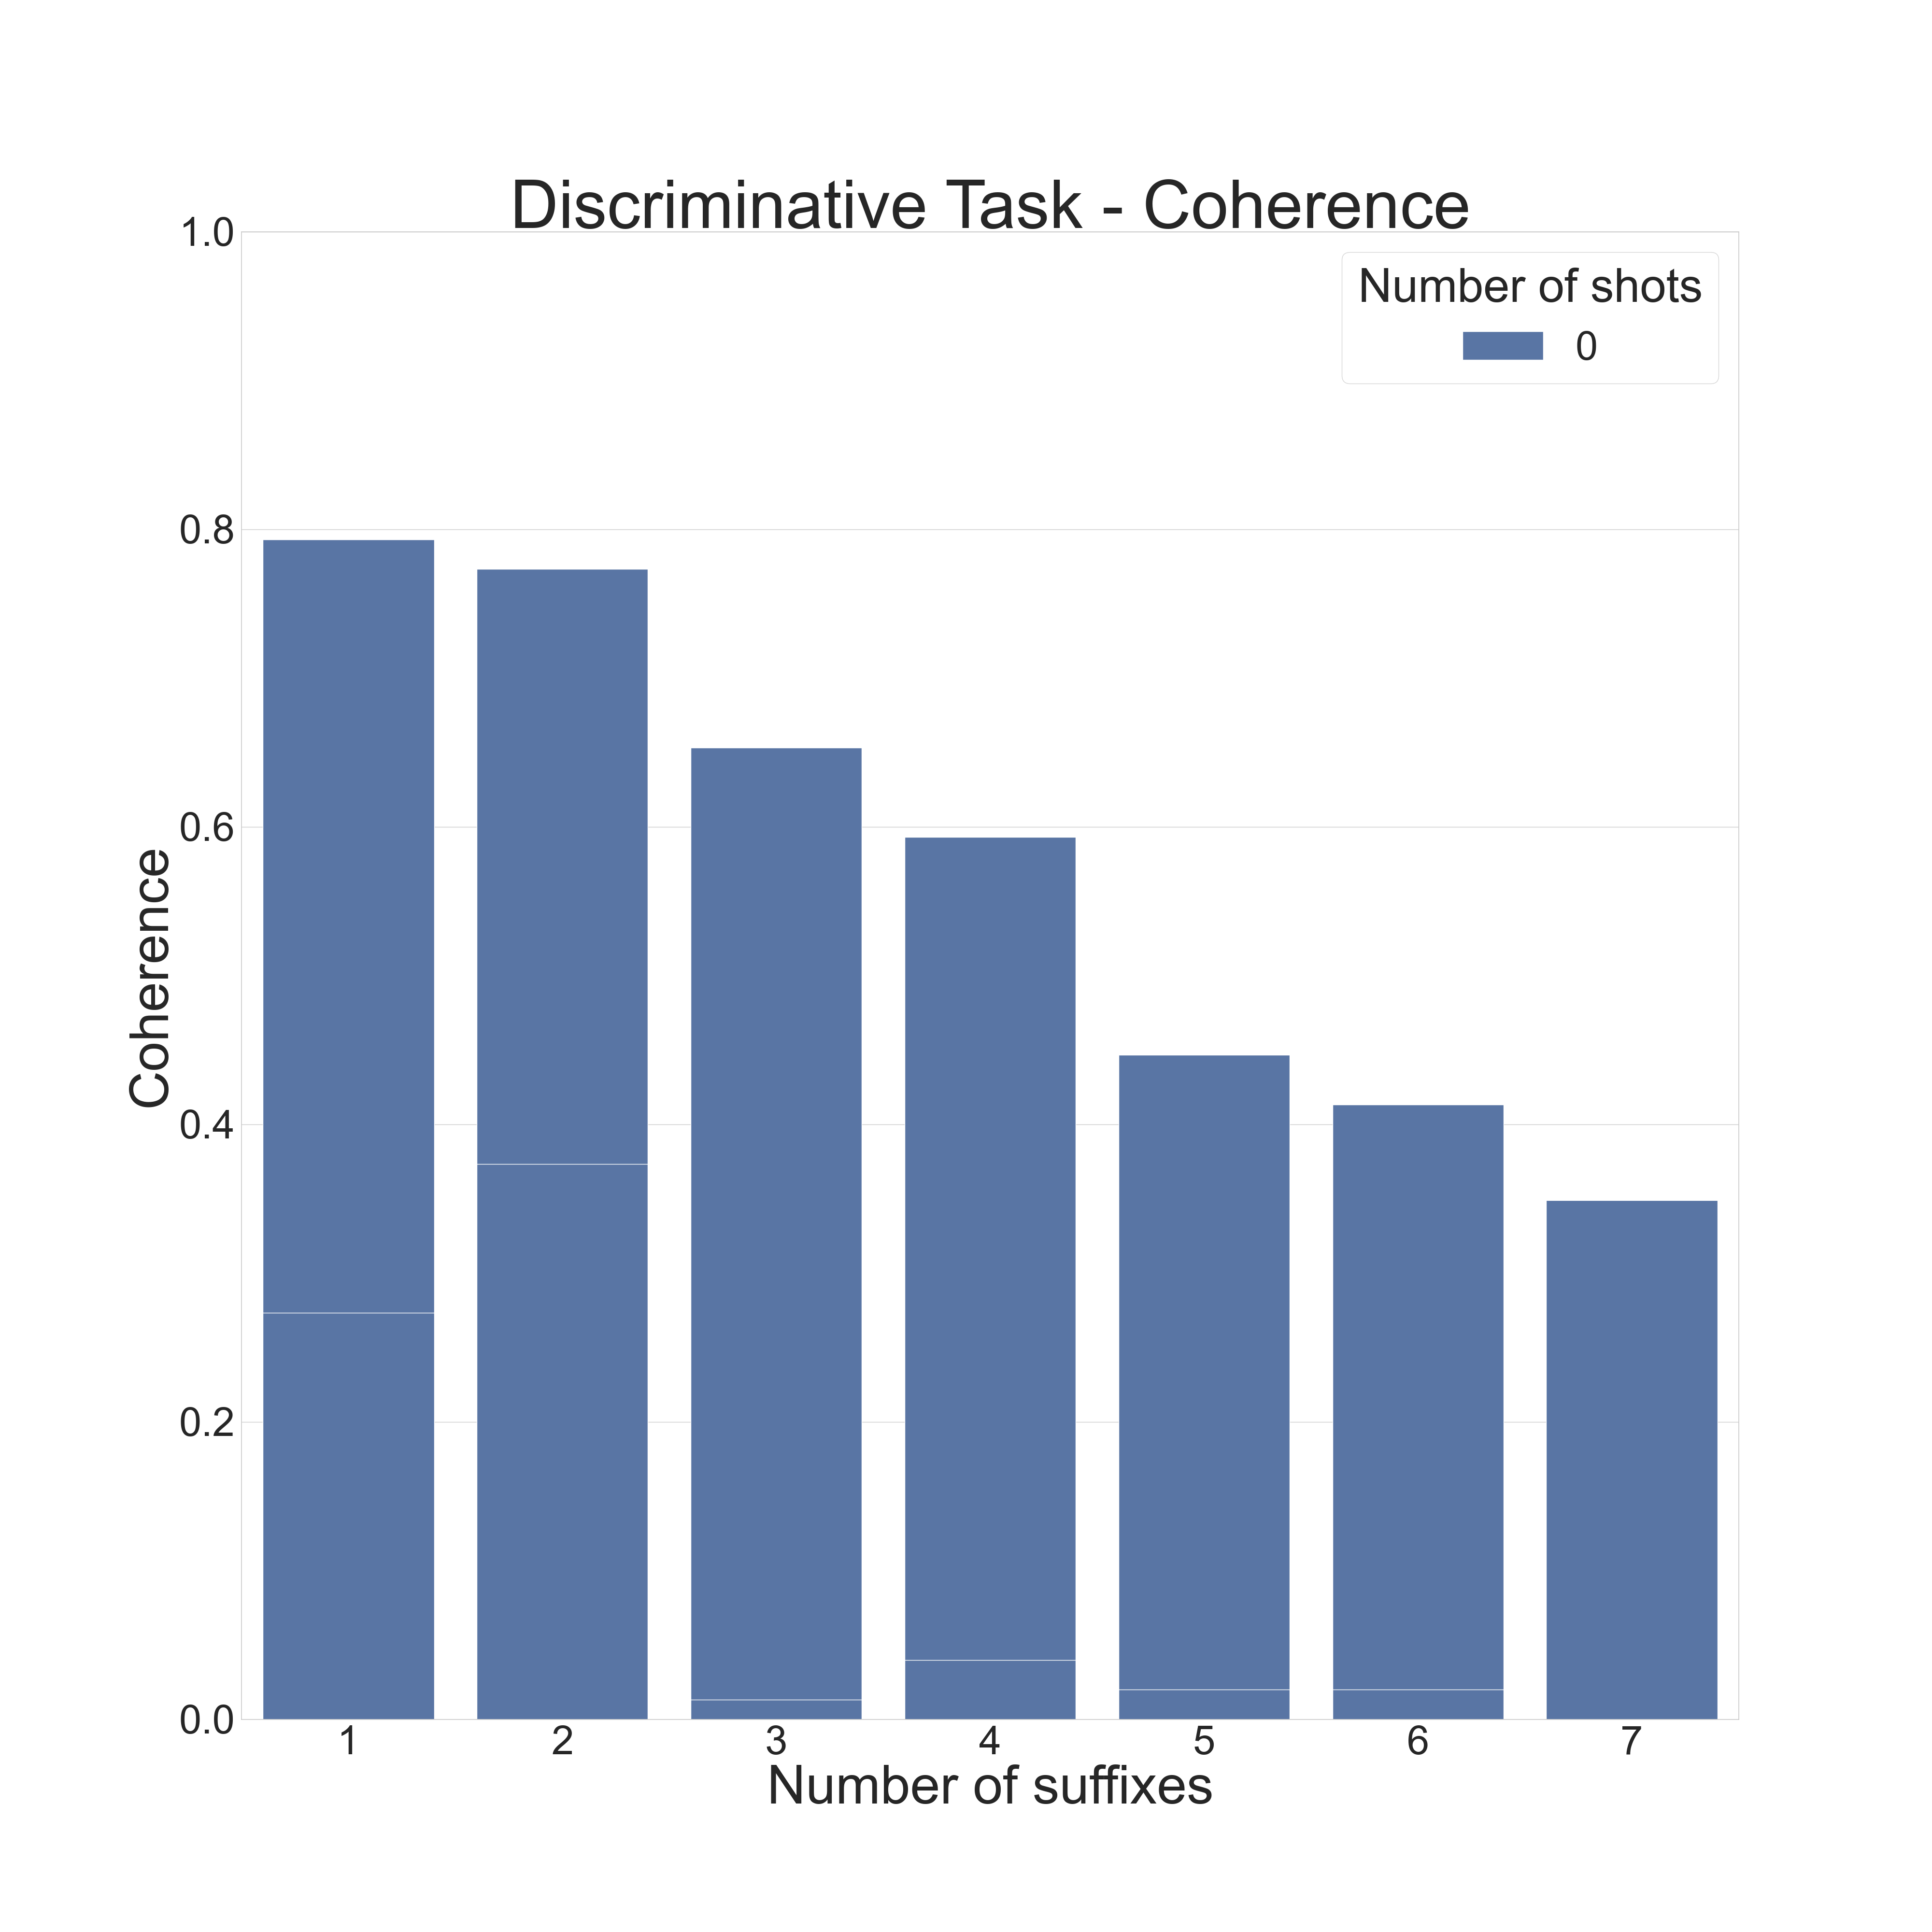 Discriminative Task - Coherence
Number of shots
0
1.0
0.8
0.6
0.4
0.2
0.0
Coherence
1 2 3 4 5 6 7
Number of suffixes